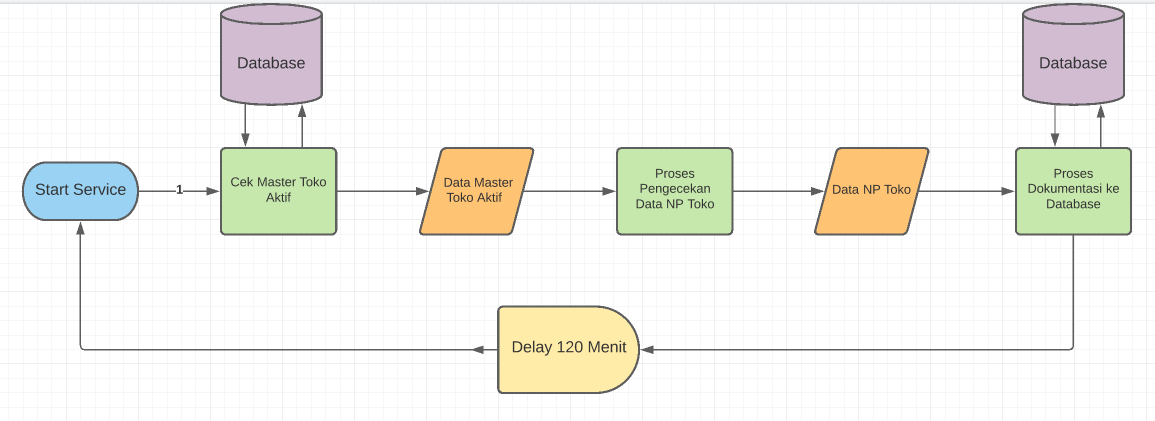 Database
Database
Start Service
1
Cek Master Toko
Aktif
Data Master
Toko Aktif
Proses
Pengecekan
Data NP Toko
Data NP Toko
Proses
Dokumentasi ke
Database
Delay 120 Menit